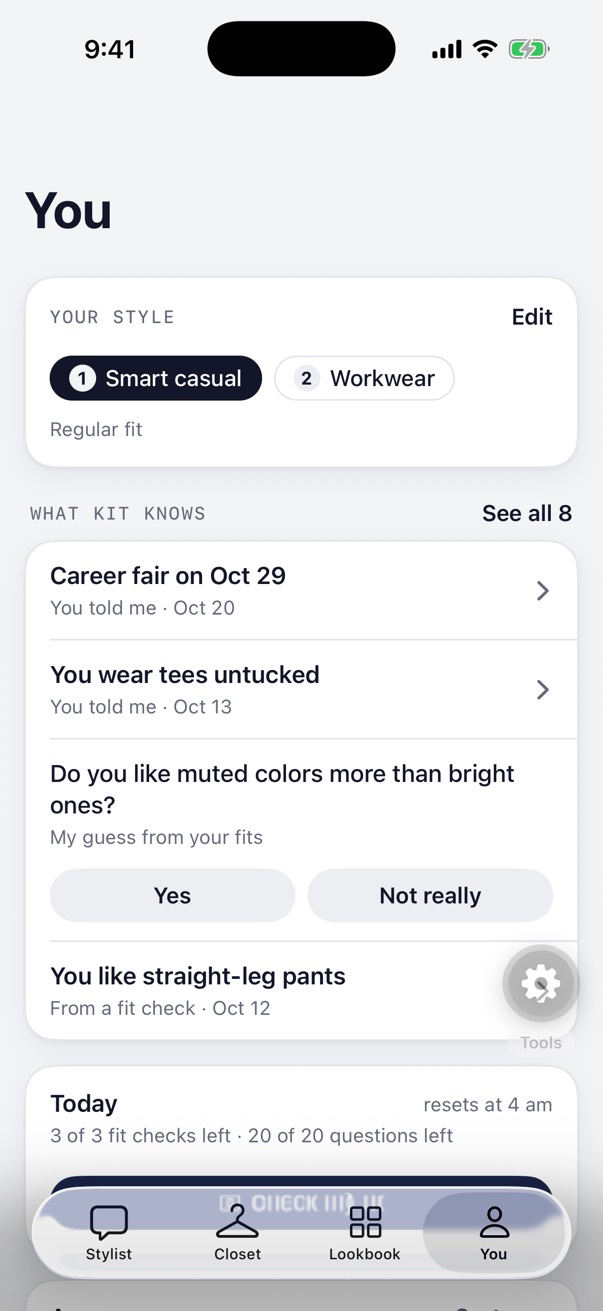 9:41
You
YOUR STYLE
Edit
1 Smart casual
2 Workwear
Regular fit
WHAT KIT KNOWS
See all 8
Career fair on Oct 29
You told me · Oct 20
You wear tees untucked
You told me · Oct 13
Do you like muted colors more than bright
ones?
My guess from your fits
Yes
Not really
You like straight-leg pants
From a fit check · Oct 12
Tools
Today
resets at 4 am
3 of 3 fit checks left · 20 of 20 questions left
Stylist
Closet
Lookbook
You